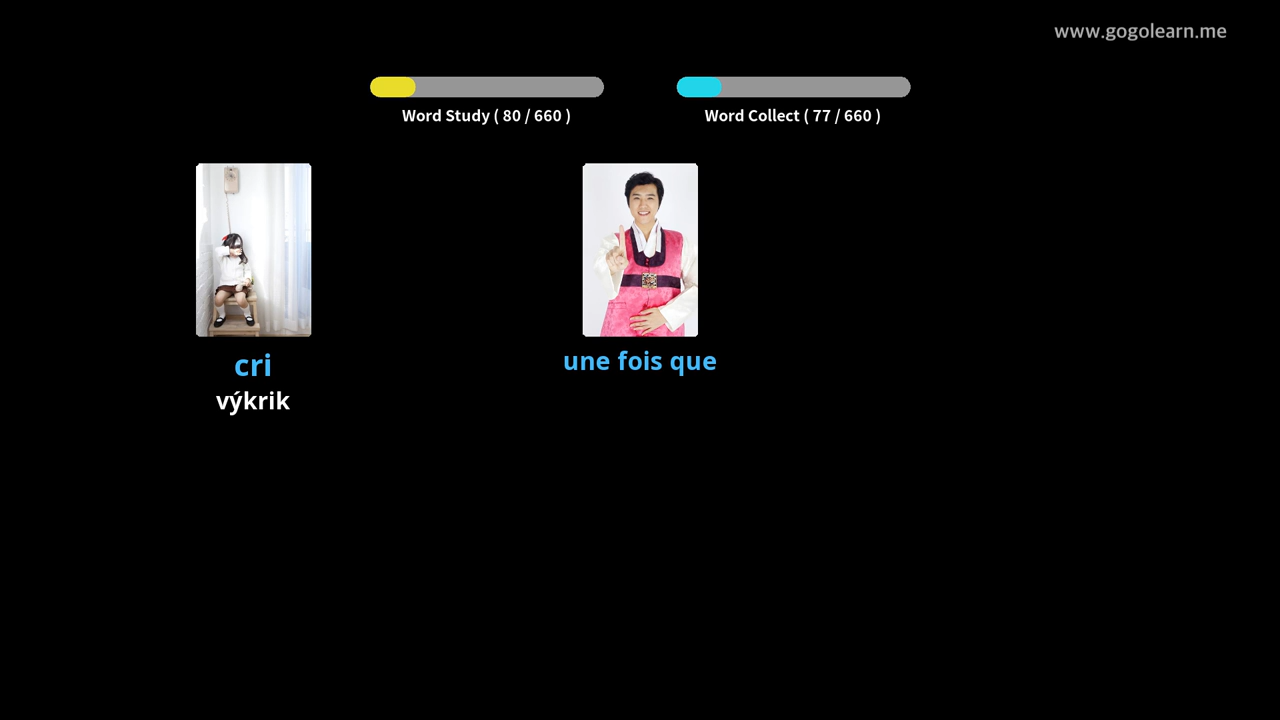 www.gogolearn.me
Word Study ( 80 / 660 )
Word Collect ( 77 / 660 )
cri
výkrik
une fois que